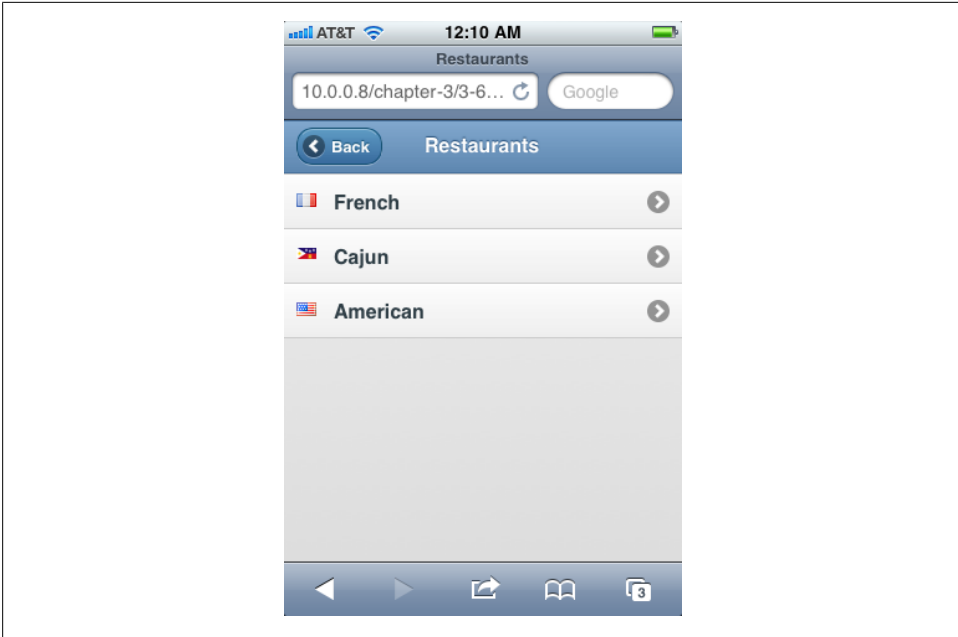 AT&T 12:10 AM
Restaurants
10.0.0.8/chapter-3/3-6... Google
Back Restaurants
French
Cajun
American
3